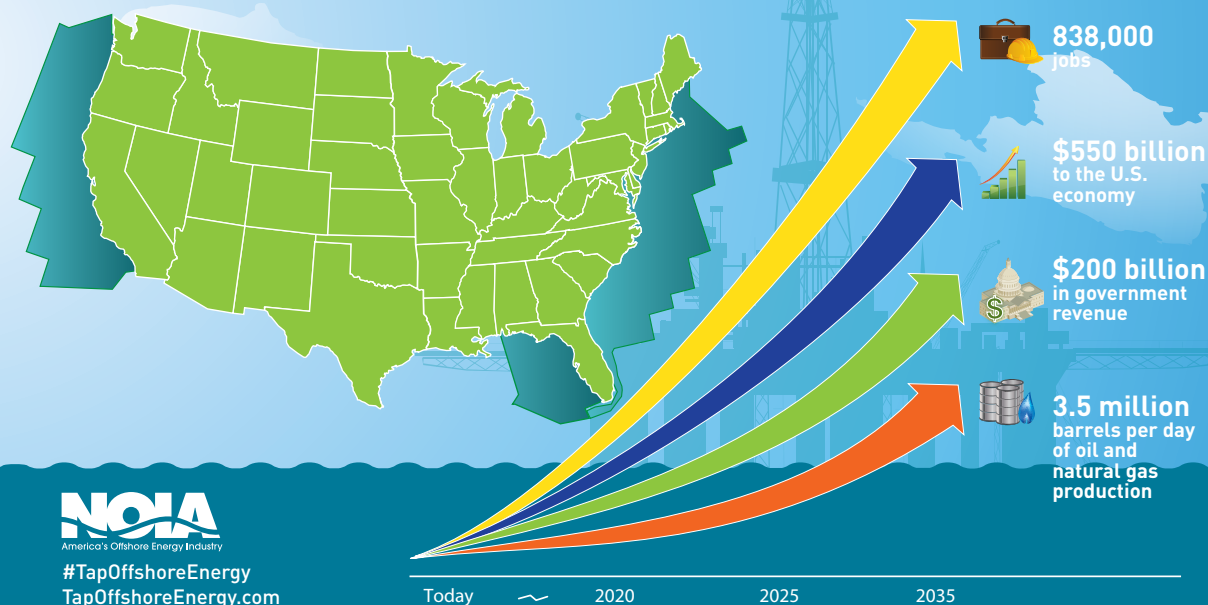 838,000
jobs
$550 billion
to the U.S.
economy
$200 billion
in government
revenue
$
3.5 million
barrels per day
of oil and
natural gas
production
NOIA
America's Offshore Energy Industry
#TapOffshoreEnergy
TapOffshoreEnergy.com
Today 2020 2025 2035